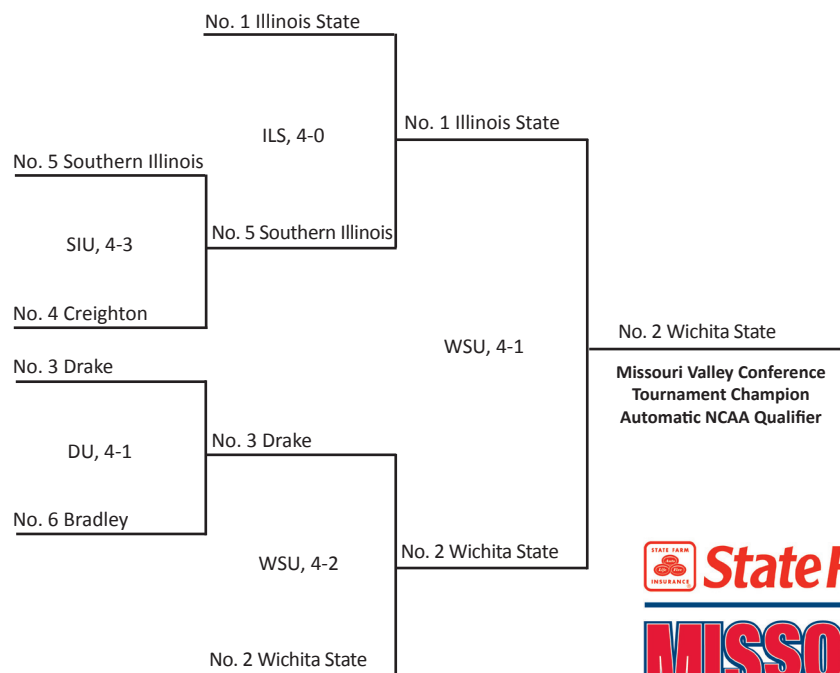 No. 1 Illinois State
ILS, 4-0
No. 1 Illinois State
No. 5 Southern Illinois
SIU, 4-3
No. 5 Southern Illinois
No. 4 Creighton
WSU, 4-1
No. 2 Wichita State
Missouri Valley Conference
Tournament Champion
Automatic NCAA Qualifier
No. 3 Drake
DU, 4-1
No. 3 Drake
No. 6 Bradley
WSU, 4-2
No. 2 Wichita State
No. 2 Wichita State
STATE FARM
INSURANCE
State F
MISSO